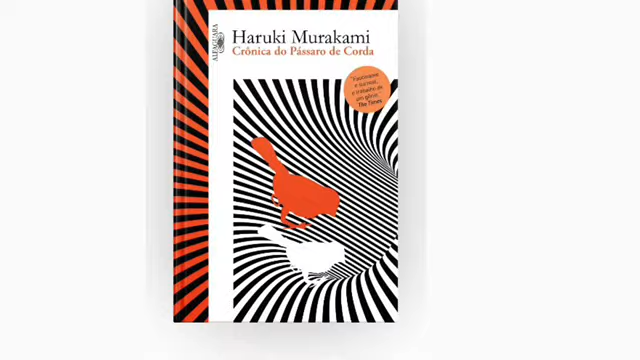 ALFAGUARA
Haruki Murakami
Crônica do Pássaro de Corda
"Fascinante
e surreal...
o trabalho de
um gênio."
The Times